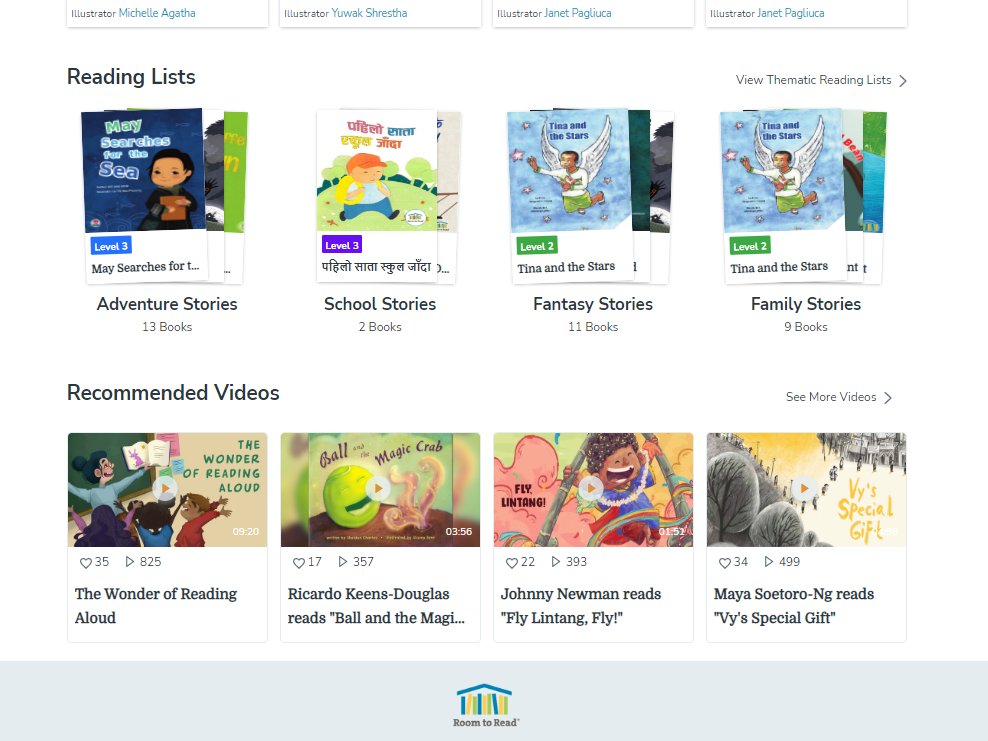 Illustrator Michelle Agatha
Illustrator Yuwak Shrestha
Illustrator Janet Pagliuca
Illustrator Janet Pagliuca
Reading Lists
View Thematic Reading Lists
May Searches for the Sea
पहिलो साता स्कुल जाँदा
Tina and the Stars
Tina and the Stars
Level 3
May Searches for t...
Level 3
पहिलो साता स्कुल जाँदा
Level 2
Tina and the Stars
Level 2
Tina and the Stars
Adventure Stories
School Stories
Fantasy Stories
Family Stories
13 Books
2 Books
11 Books
9 Books
Recommended Videos
See More Videos
THE WONDER OF READING ALOUD
09:20
Ball and the Magic Crab
03:56
FLY, LINTANG!
01:51
Vy's Special Gift
35 825
17 357
22 393
34 499
The Wonder of Reading Aloud
Ricardo Keens-Douglas reads "Ball and the Magi...
Johnny Newman reads "Fly Lintang, Fly!"
Maya Soetoro-Ng reads "Vy's Special Gift"
Room to Read